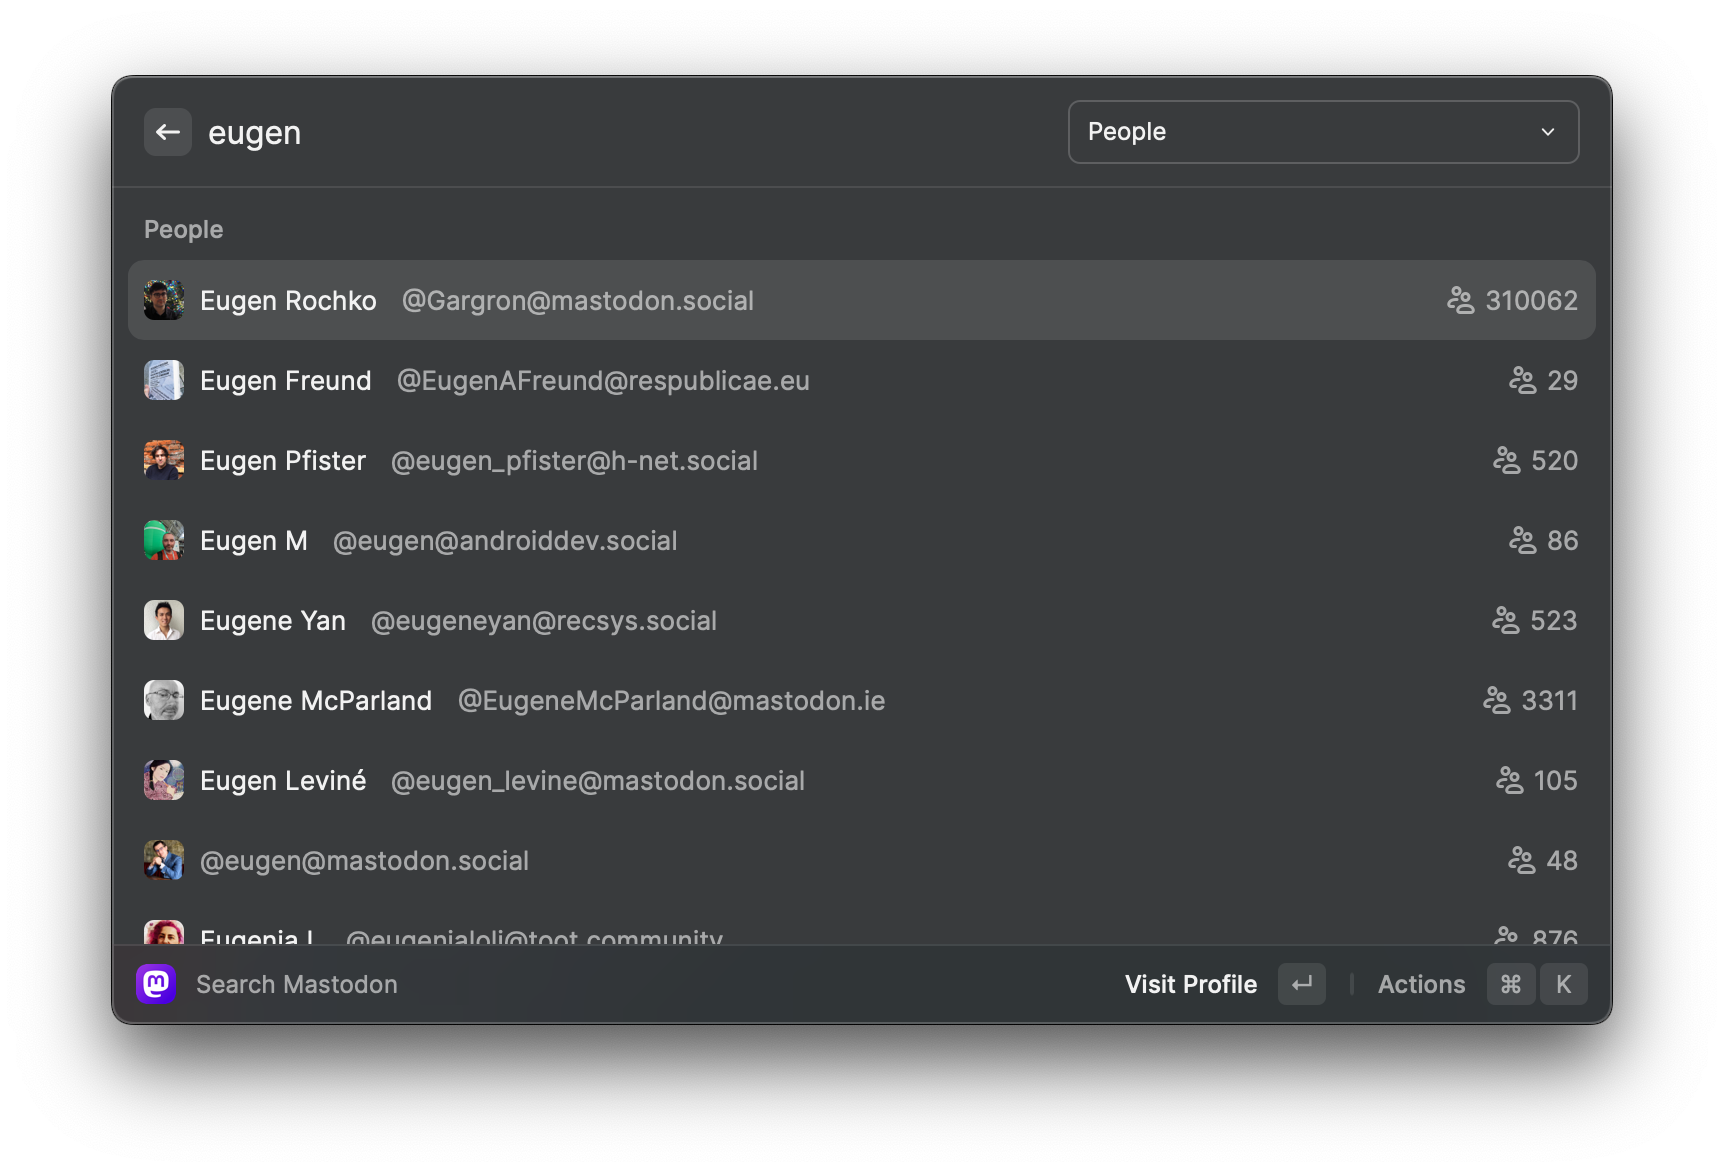 eugen People
People
Eugen Rochko @Gargron@mastodon.social 310062
Eugen Freund @EugenAFreund@respublicae.eu 29
Eugen Pfister @eugen_pfister@h-net.social 520
Eugen M @eugen@androiddev.social 86
Eugene Yan @eugeneyan@recsys.social 523
Eugene McParland @EugeneMcParland@mastodon.ie 3311
Eugen Leviné @eugen_levine@mastodon.social 105
@eugen@mastodon.social 48
Eugenia L @eugenialoli@toot.community 876
Search Mastodon Visit Profile ↵ Actions ⌘ K